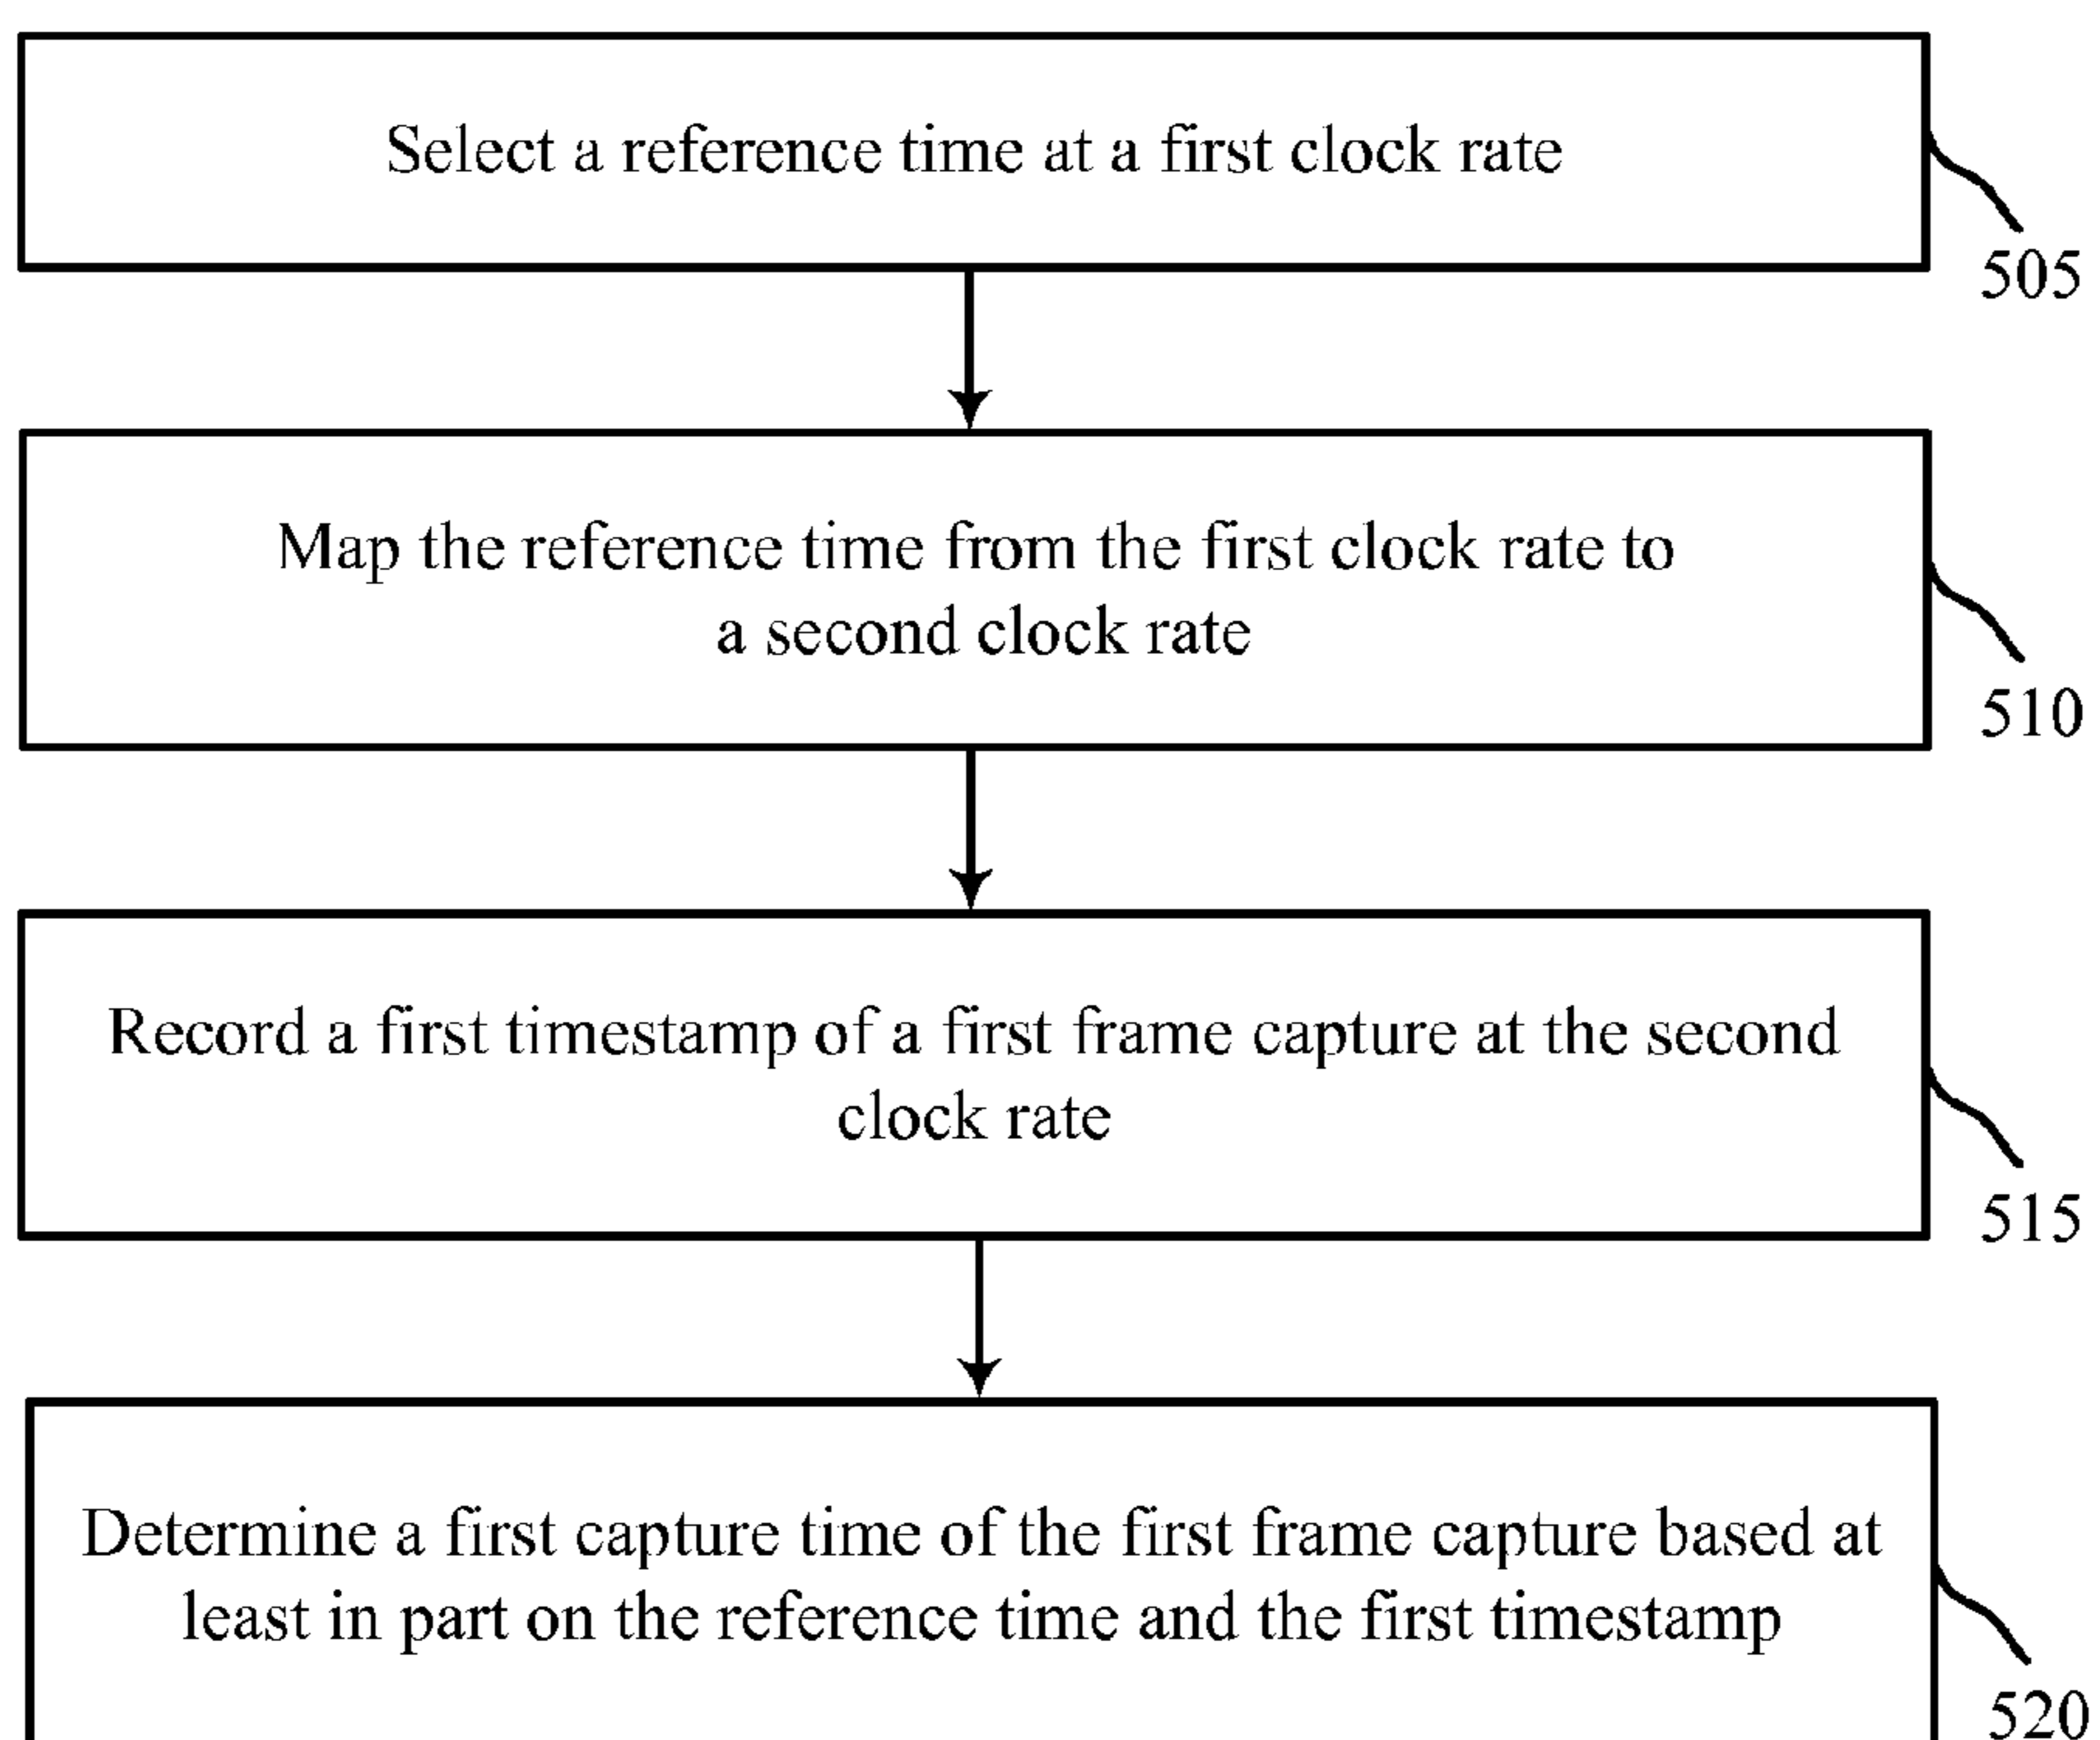 Select a reference time at a first clock rate
505
Map the reference time from the first clock rate to
a second clock rate
510
Record a first timestamp of a first frame capture at the second
clock rate
515
Determine a first capture time of the first frame capture based at
least in part on the reference time and the first timestamp
520